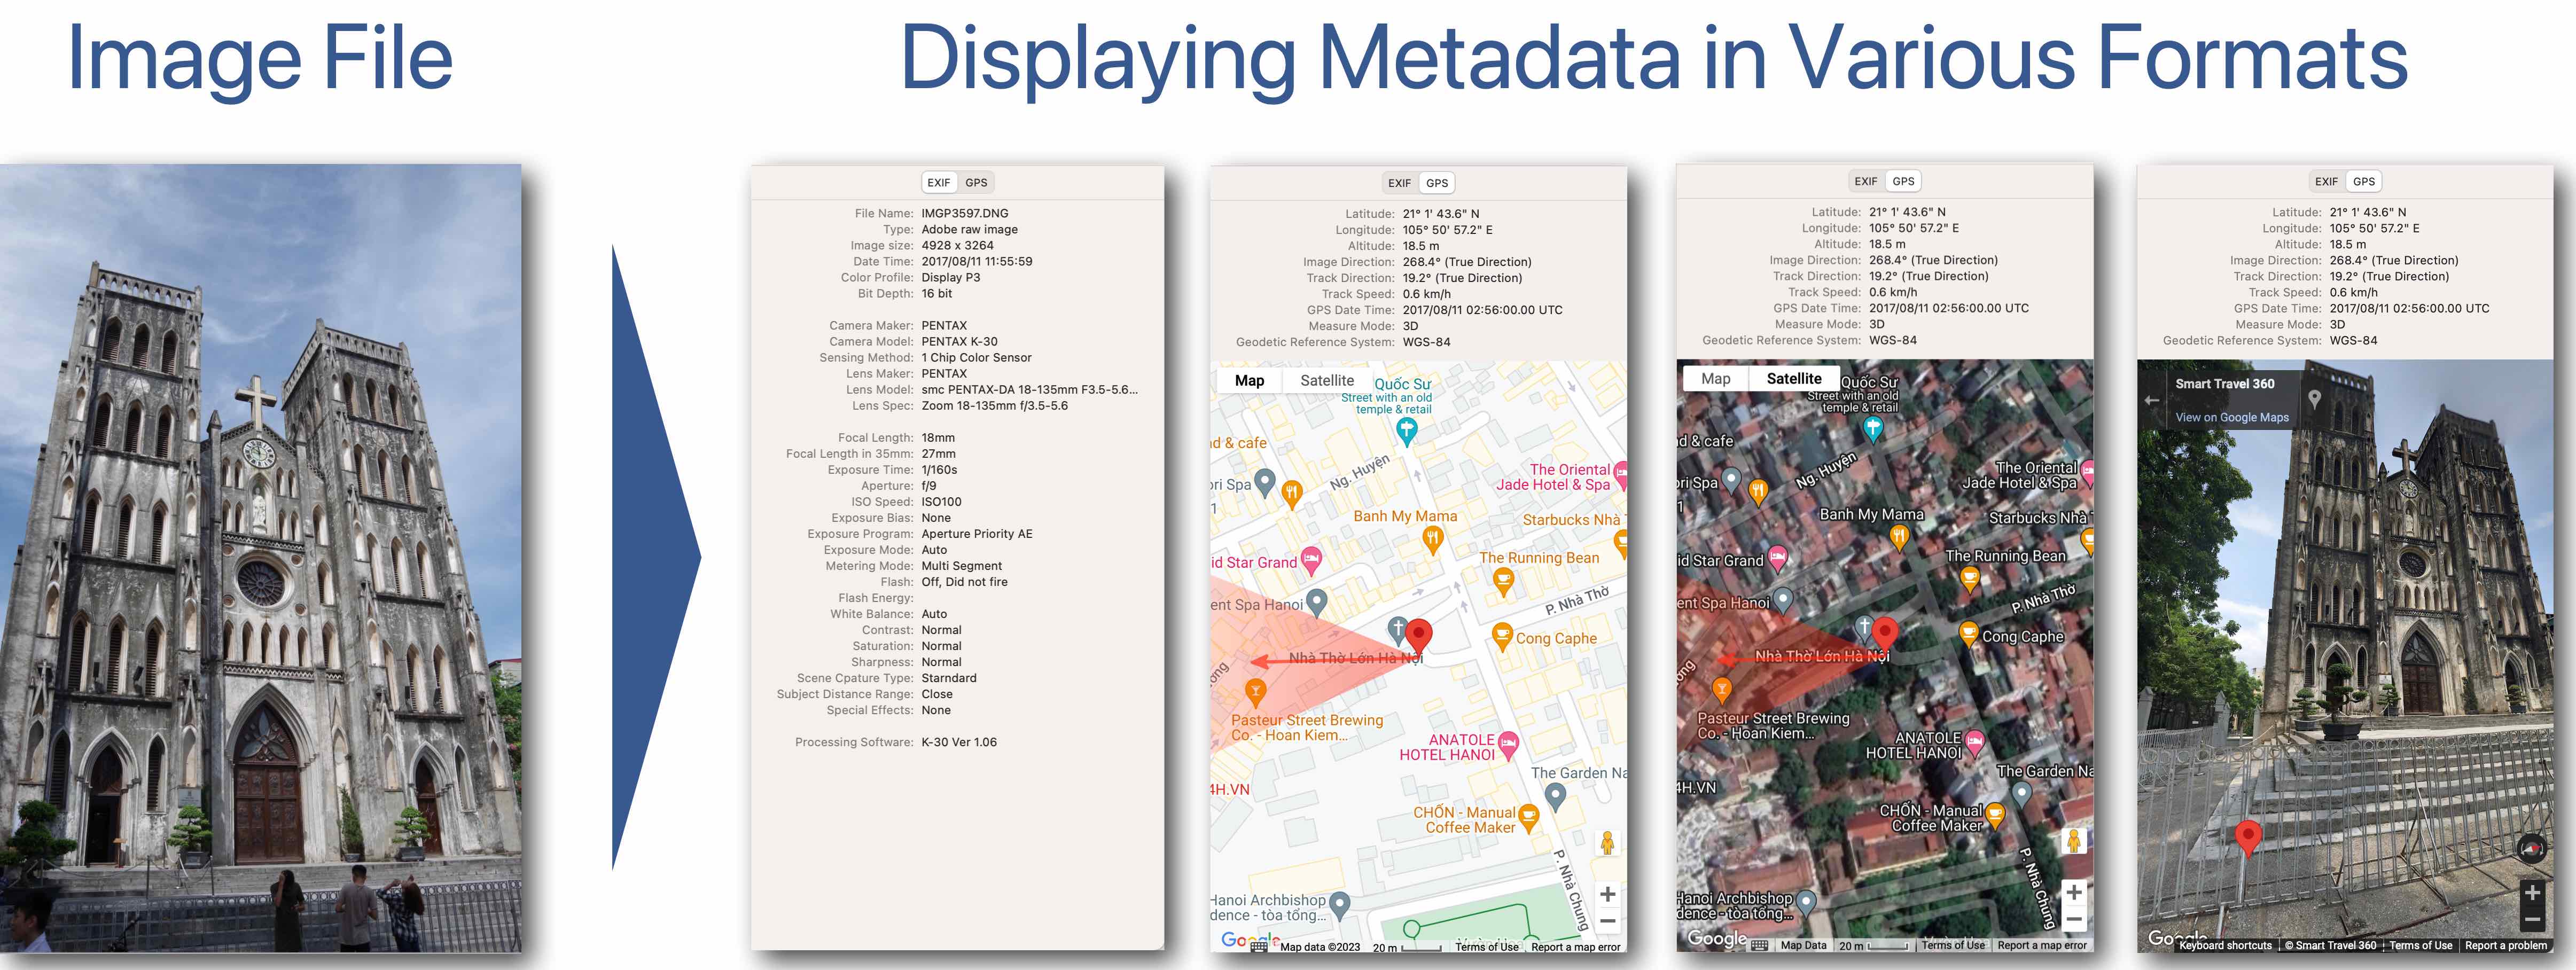 Image File
Displaying Metadata in Various Formats
EXIF GPS
File Name: IMGP3597.DNG
Type: Adobe raw image
Image size: 4928 x 3264
Date Time: 2017/08/11 11:55:59
Color Profile: Display P3
Bit Depth: 16 bit
Camera Maker: PENTAX
Camera Model: PENTAX K-30
Sensing Method: 1 Chip Color Sensor
Lens Maker: PENTAX
Lens Model: smc PENTAX-DA 18-135mm F3.5-5.6...
Lens Spec: Zoom 18-135mm f/3.5-5.6
Focal Length: 18mm
Focal Length in 35mm: 27mm
Exposure Time: 1/160s
Aperture: f/9
ISO Speed: ISO100
Exposure Bias: None
Exposure Program: Aperture Priority AE
Exposure Mode: Auto
Metering Mode: Multi Segment
Flash: Off, Did not fire
Flash Energy:
White Balance: Auto
Contrast: Normal
Saturation: Normal
Sharpness: Normal
Scene Cpature Type: Starndard
Subject Distance Range: Close
Special Effects: None
Processing Software: K-30 Ver 1.06
EXIF GPS
Latitude: 21° 1' 43.6" N
Longitude: 105° 50' 57.2" E
Altitude: 18.5 m
Image Direction: 268.4° (True Direction)
Track Direction: 19.2° (True Direction)
Track Speed: 0.6 km/h
GPS Date Time: 2017/08/11 02:56:00.00 UTC
Measure Mode: 3D
Geodetic Reference System: WGS-84
Map Satellite
Quốc Sư
Street with an old
temple & retail
d & cafe
Ng. Huyện
The Oriental
Jade Hotel & Spa
ori Spa
1
Banh My Mama
Starbucks Nhà
id Star Grand
The Running Bean
ent Spa Hanoi
P. Nhà Thờ
Cong Caphe
Nhà Thờ Lớn Hà Nội
ong
Pasteur Street Brewing
Co. - Hoan Kiem...
ANATOLE
HOTEL HANOI
The Garden Na
4H.VN
CHỒN - Manual
Coffee Maker
P. Nhà Chung
Hanoi Archbishop
dence - tòa tổng...
Google
Map data ©2023 20 m Terms of Use Report a map error
EXIF GPS
Latitude: 21° 1' 43.6" N
Longitude: 105° 50' 57.2" E
Altitude: 18.5 m
Image Direction: 268.4° (True Direction)
Track Direction: 19.2° (True Direction)
Track Speed: 0.6 km/h
GPS Date Time: 2017/08/11 02:56:00.00 UTC
Measure Mode: 3D
Geodetic Reference System: WGS-84
Map Satellite
Quốc Sư
Street with an old
temple & retail
d & cafe
Ng. Huyện
The Oriental
Jade Hotel & Spa
ori Spa
1
Banh My Mama
Starbucks Nhà T
id Star Grand
The Running Bean
ent Spa Hanoi
P. Nhà Thờ
Cong Caphe
Nhà Thờ Lớn Hà Nội
ong
Pasteur Street Brewing
Co. - Hoan Kiem...
ANATOLE
HOTEL HANOI
The Garden Na
4H.VN
CHỒN - Manual
Coffee Maker
P. Nhà Chung
Hanoi Archbishop
dence - tòa tổng...
Google
Map Data 20 m Terms of Use Report a map error
EXIF GPS
Latitude: 21° 1' 43.6" N
Longitude: 105° 50' 57.2" E
Altitude: 18.5 m
Image Direction: 268.4° (True Direction)
Track Direction: 19.2° (True Direction)
Track Speed: 0.6 km/h
GPS Date Time: 2017/08/11 02:56:00.00 UTC
Measure Mode: 3D
Geodetic Reference System: WGS-84
Smart Travel 360
View on Google Maps
Google
Keyboard shortcuts © Smart Travel 360 Terms of Use Report a problem